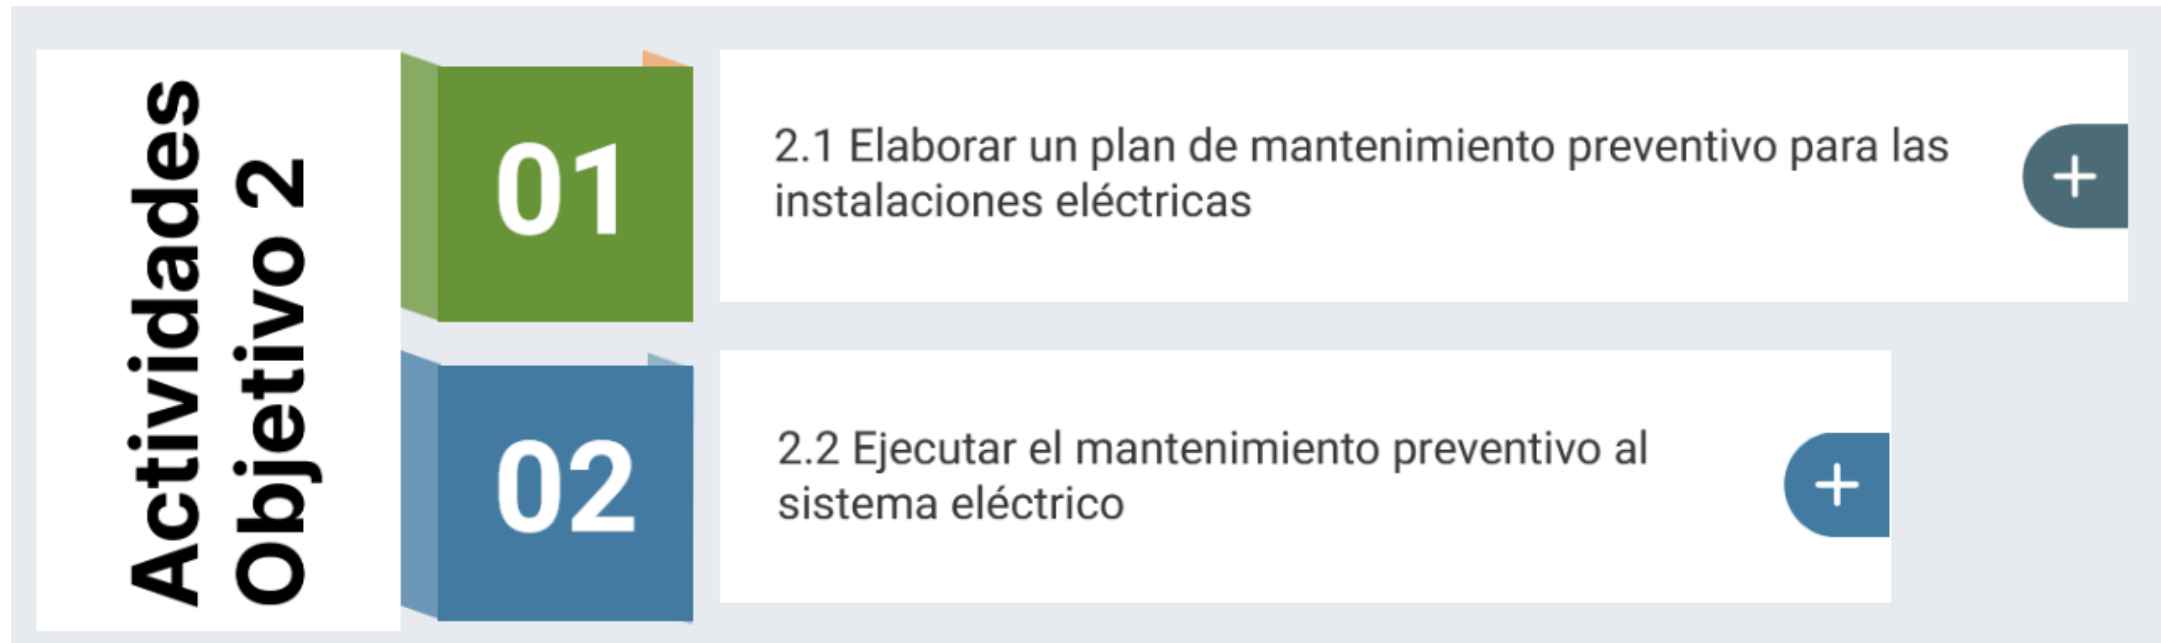 Actividades
Objetivo 2
01
2.1 Elaborar un plan de mantenimiento preventivo para las
instalaciones eléctricas
+
02
2.2 Ejecutar el mantenimiento preventivo al
sistema eléctrico
+